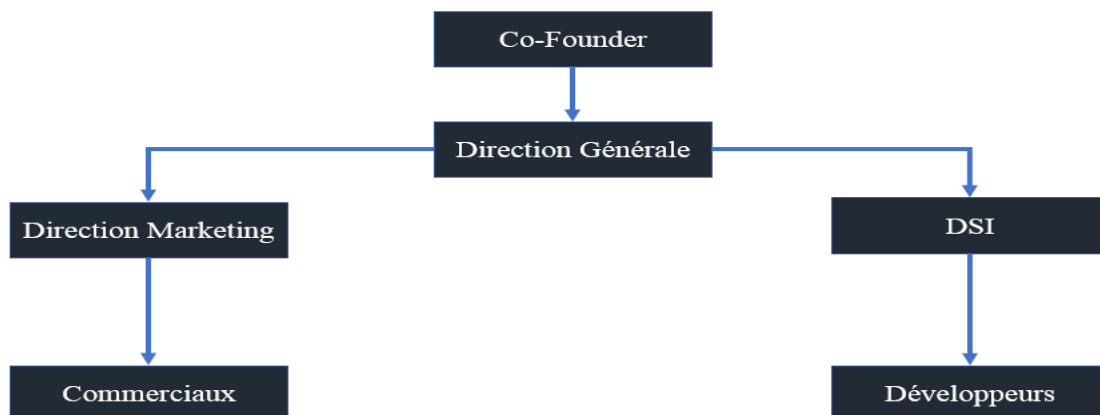 Co-Founder
Direction Générale
Direction Marketing
DSI
Commerciaux
Développeurs